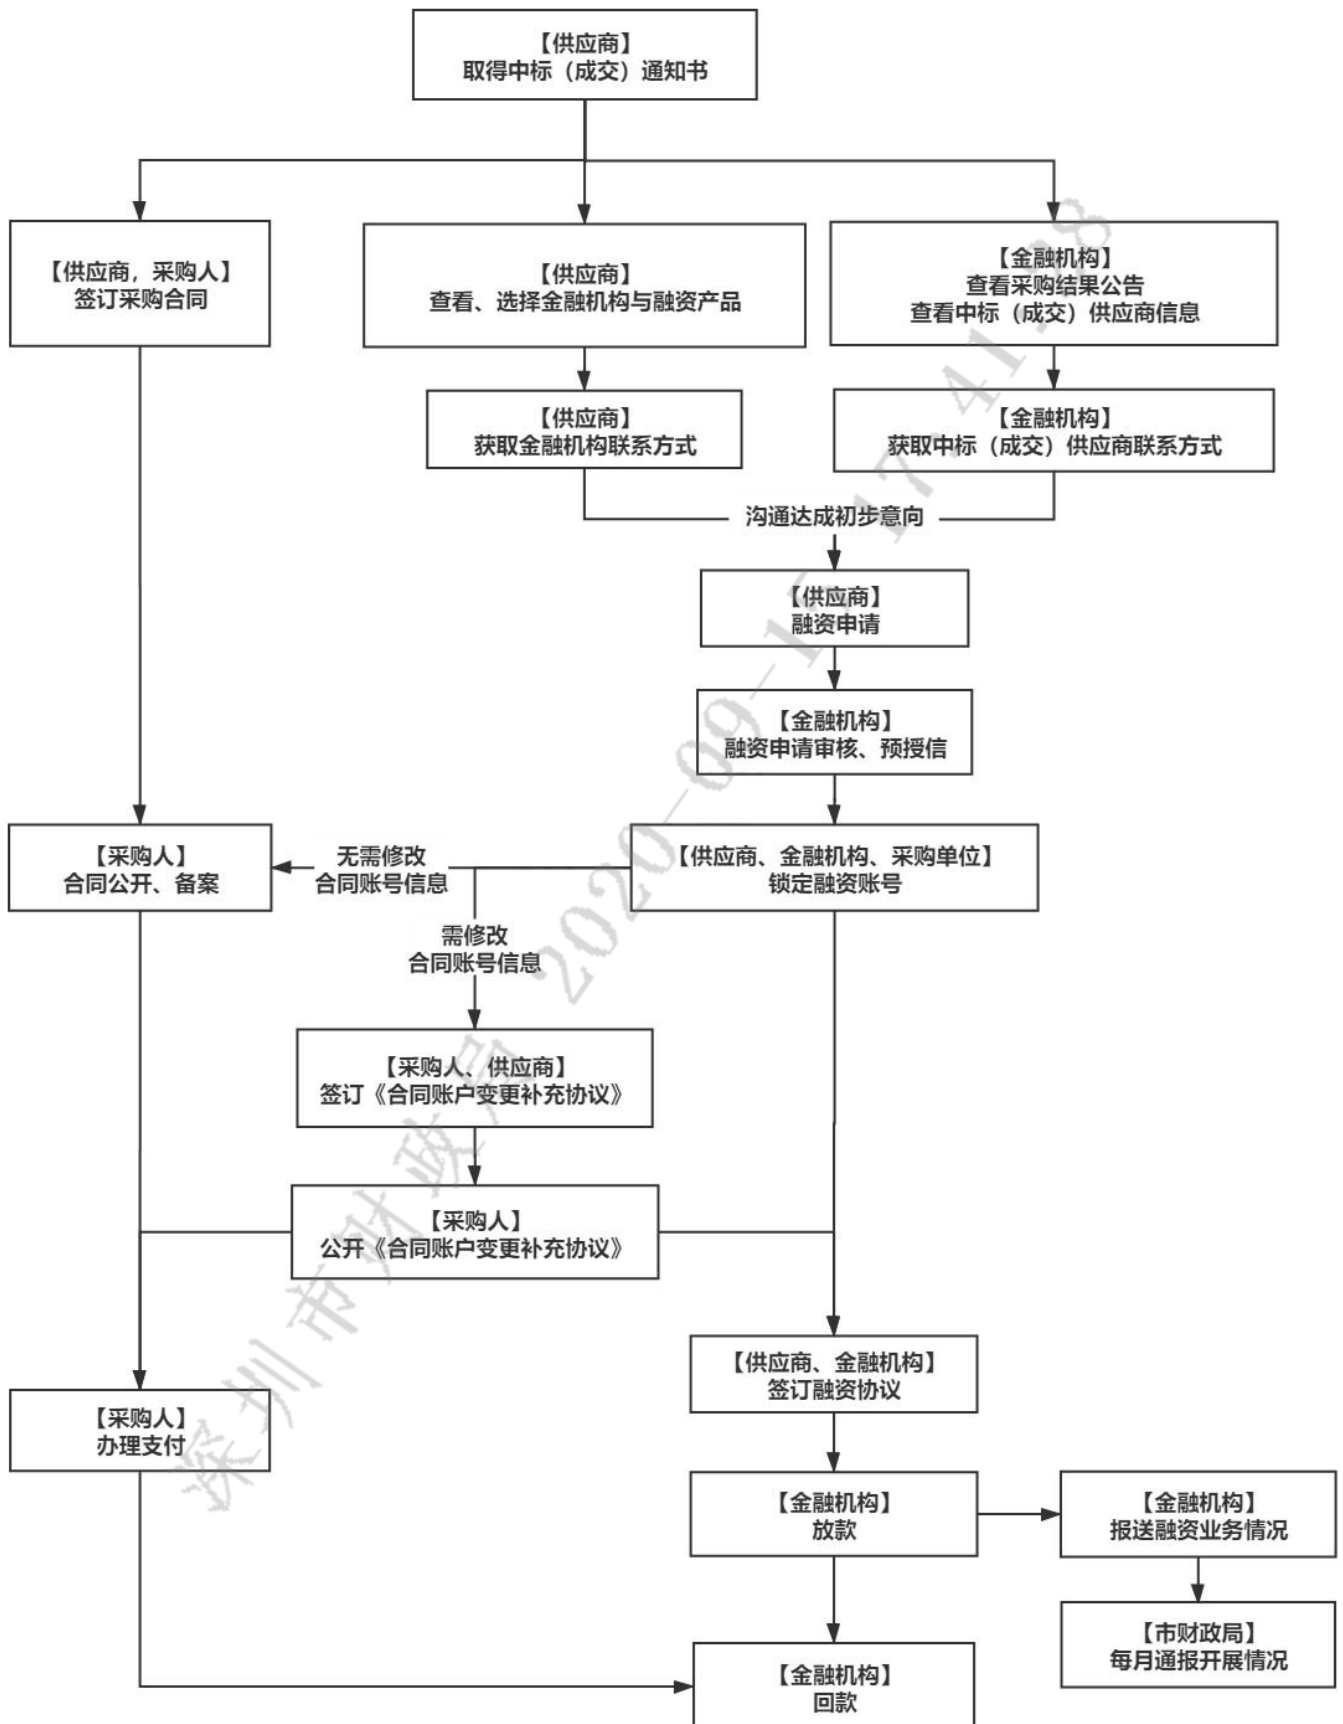 【供应商】
取得中标（成交）通知书
【供应商，采购人】
签订采购合同
【供应商】
查看、选择金融机构与融资产品
【金融机构】
查看采购结果公告
查看中标（成交）供应商信息
【供应商】
获取金融机构联系方式
【金融机构】
获取中标（成交）供应商联系方式
沟通达成初步意向
【供应商】
融资申请
【金融机构】
融资申请审核、预授信
【采购人】
合同公开、备案
无需修改
合同账号信息
【供应商、金融机构、采购单位】
锁定融资账号
需修改
合同账号信息
【采购人、供应商】
签订《合同账户变更补充协议》
【采购人】
公开《合同账户变更补充协议》
【供应商、金融机构】
签订融资协议
【采购人】
办理支付
【金融机构】
放款
【金融机构】
报送融资业务情况
【市财政局】
每月通报开展情况
【金融机构】
回款